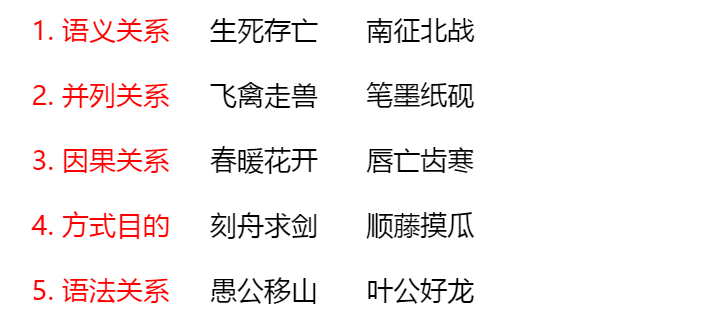 1. 语义关系 生死存亡 南征北战
2. 并列关系 飞禽走兽 笔墨纸砚
3. 因果关系 春暖花开 唇亡齿寒
4. 方式目的 刻舟求剑 顺藤摸瓜
5. 语法关系 愚公移山 叶公好龙